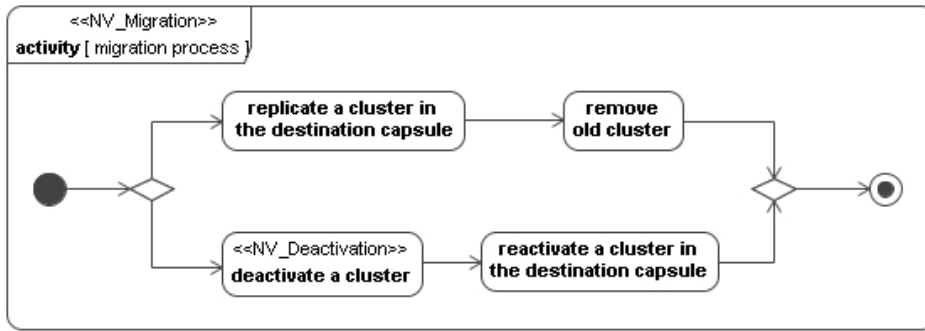 <<NV_Migration>>
activity [ migration process ]
replicate a cluster in
the destination capsule
remove
old cluster
<<NV_Deactivation>>
deactivate a cluster
reactivate a cluster in
the destination capsule